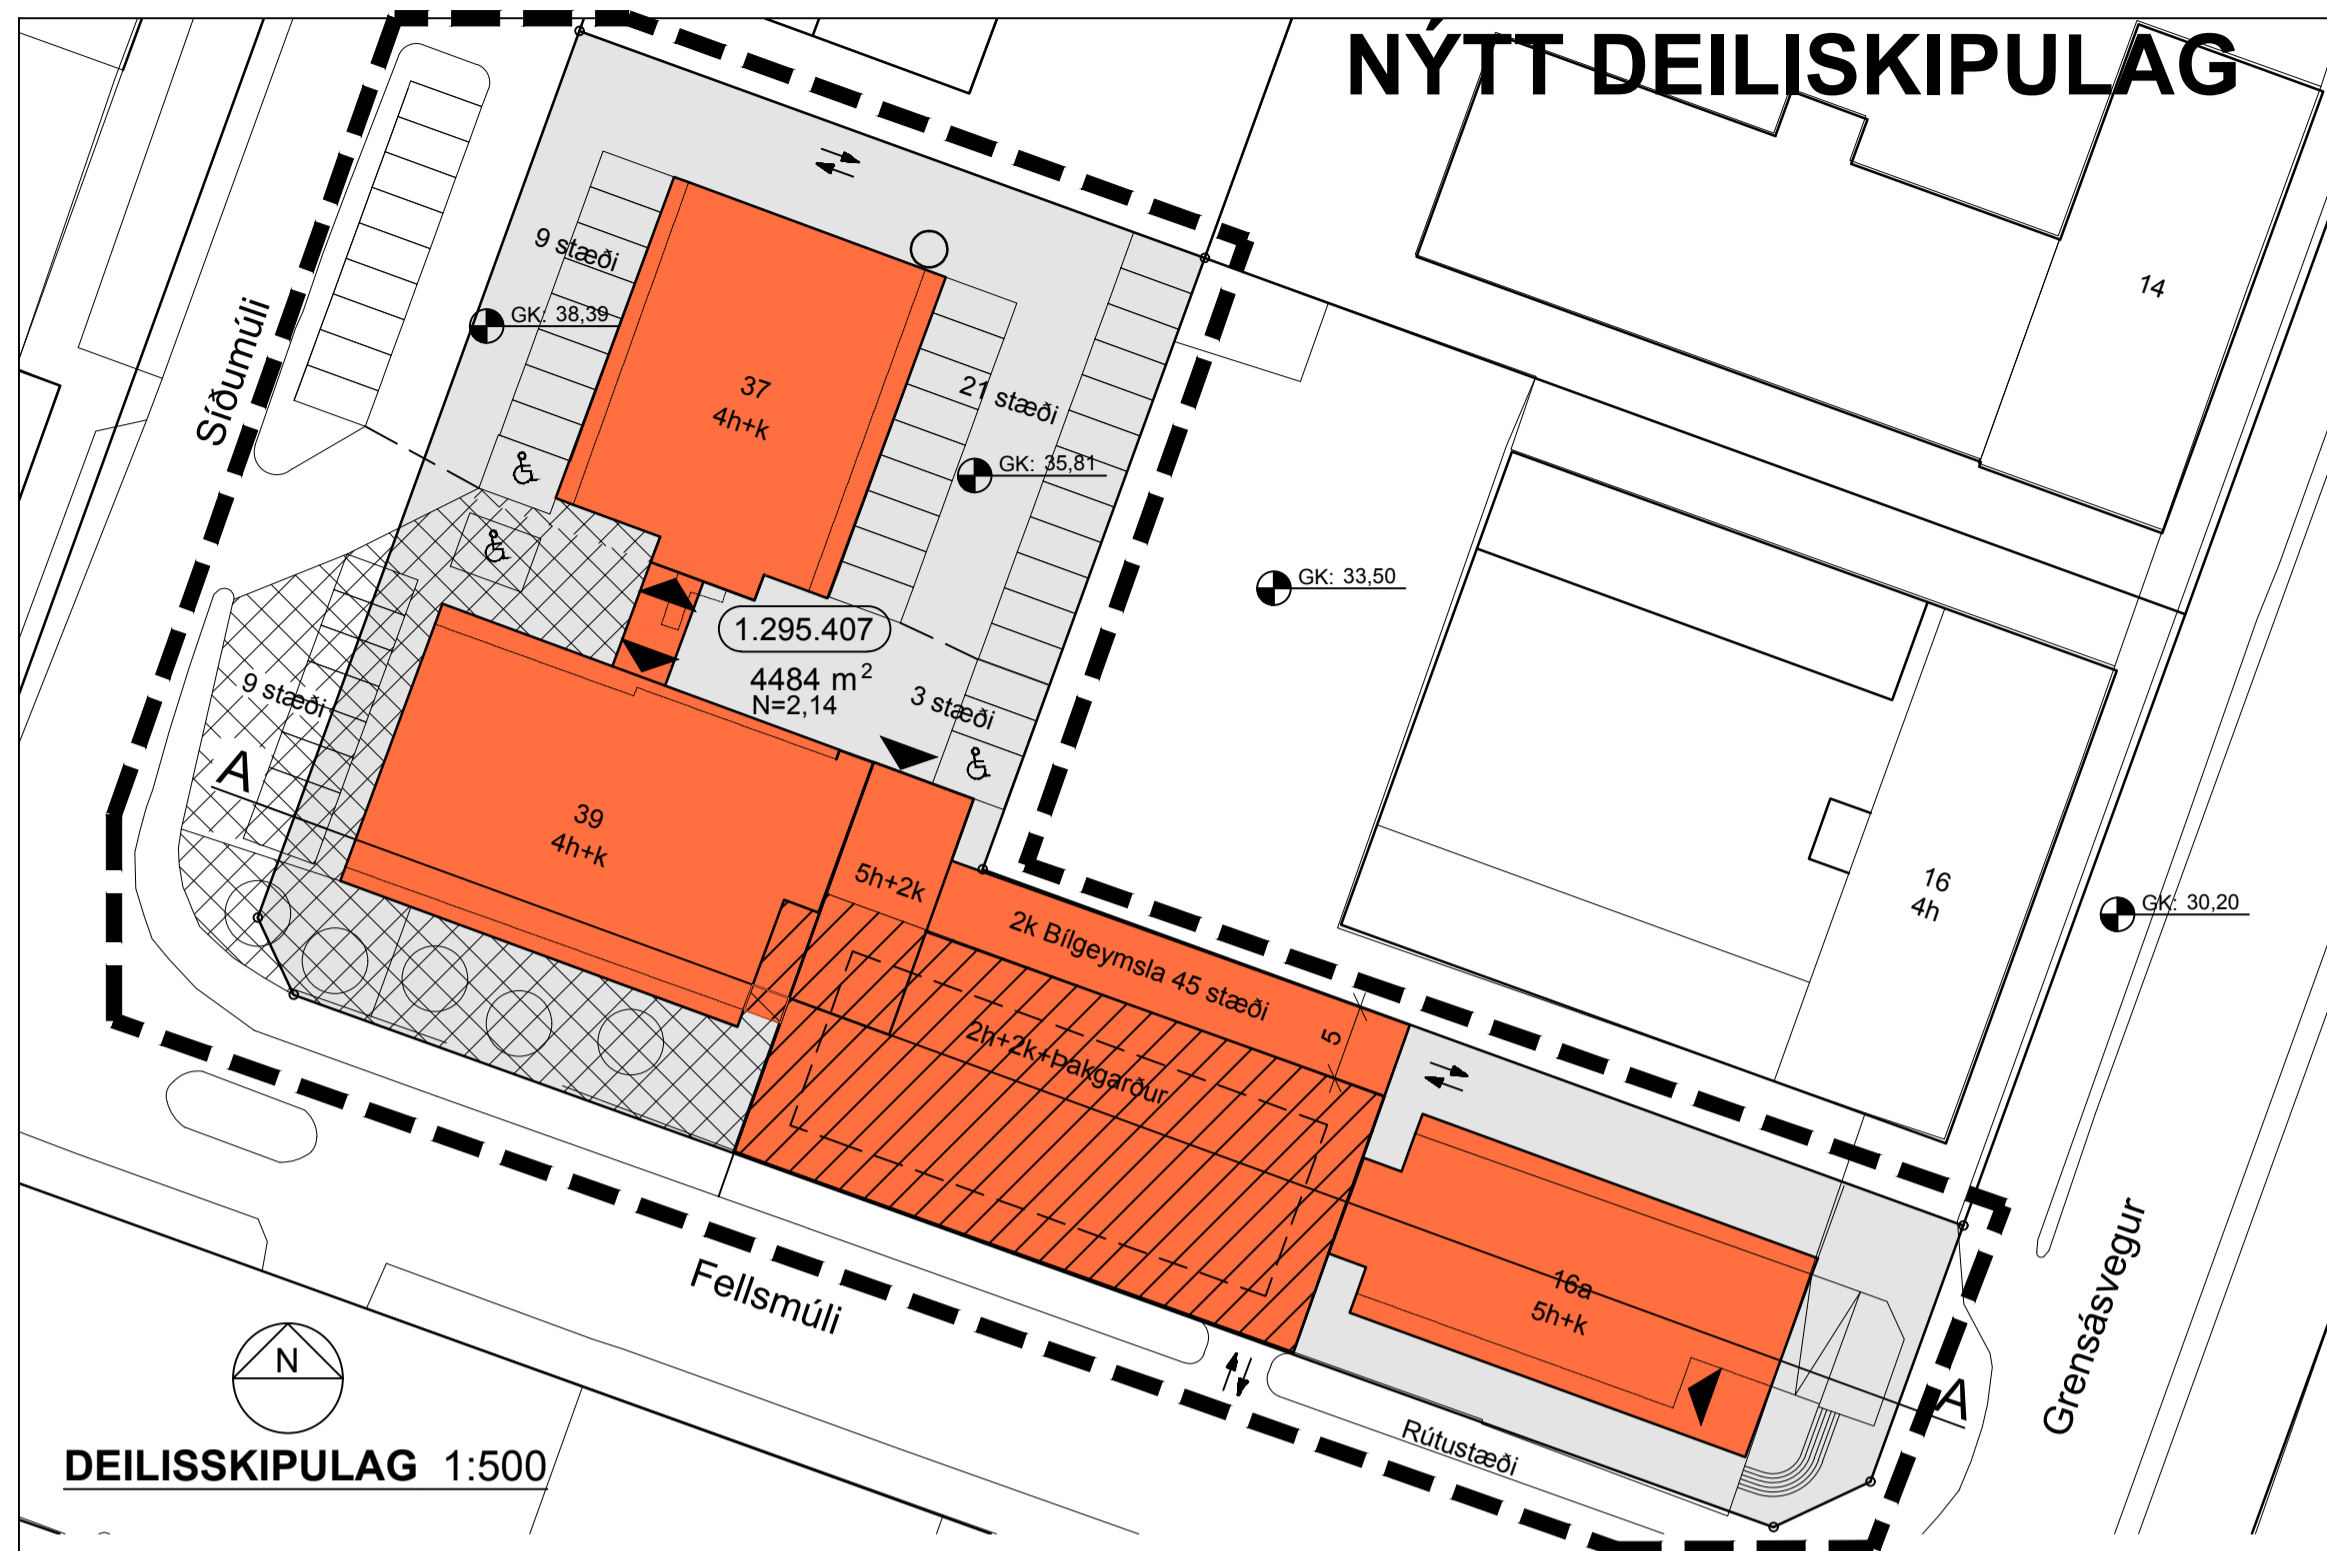 NÝTT DEILISKIPULAG
14
9 stæði
GK: 38,39
Síðumúli
37
4h+k
21 stæði
GK: 35,81
GK: 33,50
1.295.407
4484 m²
N=2,14
3 stæði
9 stæði
A
39
4h+k
5h+2k
16
4h
GK: 30,20
2k Bílgeymsla 45 stæði
5
2h+2k+Þakgarður
16a
5h+k
Fellsmúli
Grensásvegur
A
N
Rútustæði
DEILISSKIPULAG 1:500